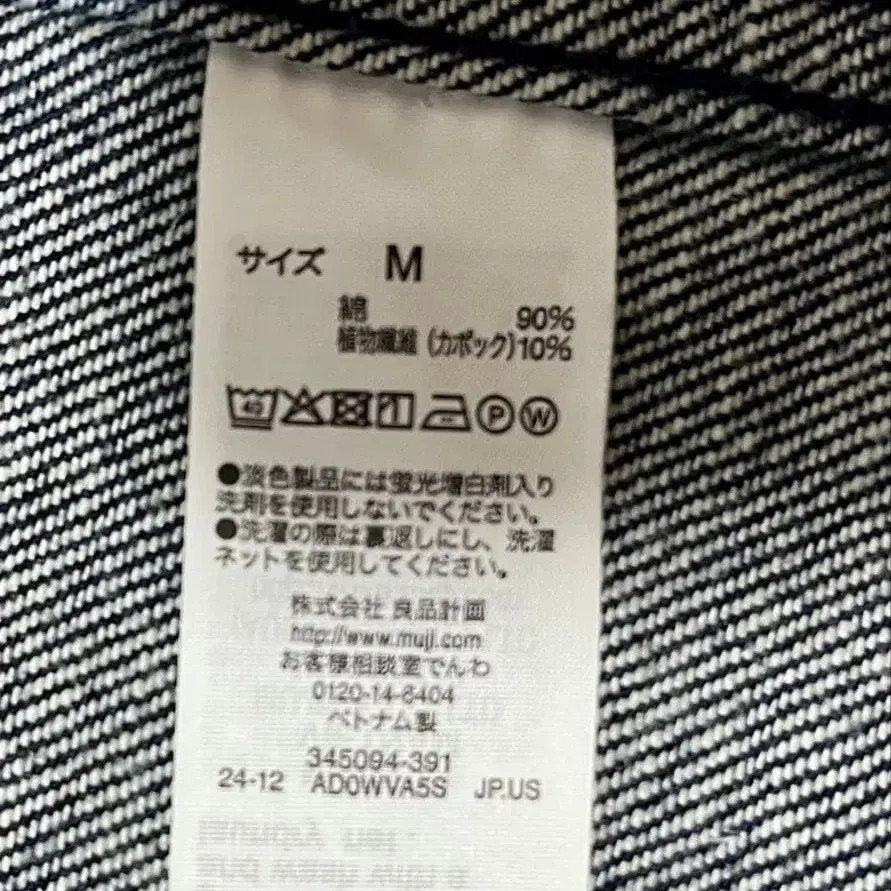 サイズ M
綿 90%
植物繊維 (カポック)10%
40 P W
●淡色製品には蛍光増白剤入り
洗剤を使用しないでください。
●洗濯の際は裏返しにし、洗濯
ネットを使用してください。
株式会社 良品計画
http://www.muji.com
お客様相談室でんわ
0120-14-6404
ベトナム製
345094-391
24-12 AD0WVA5S JP.US